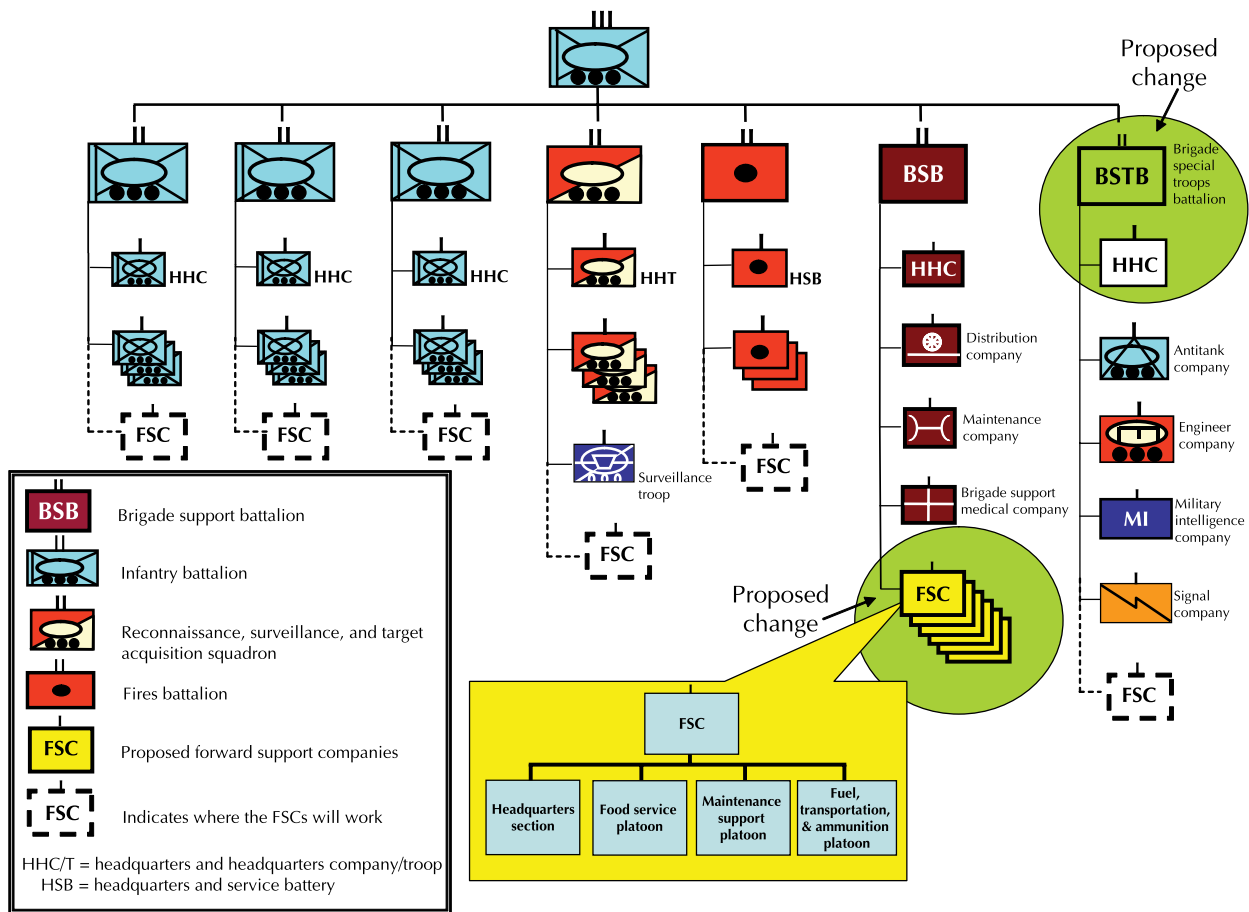 Proposed
change
BSB
BSTB
Brigade
special
troops
battalion
HHC
HHC
HHC
HHT
HSB
HHC
HHC
Distribution
company
Antitank
company
Maintenance
company
Engineer
company
FSC
FSC
FSC
FSC
Surveillance
troop
Brigade support
medical company
MI
Military
intelligence
company
FSC
FSC
Proposed
change
Signal
company
FSC
BSB
Brigade support battalion
Infantry battalion
Reconnaissance, surveillance, and target
acquisition squadron
Fires battalion
FSC
Proposed forward support companies
FSC
Indicates where the FSCs will work
HHC/T = headquarters and headquarters company/troop
HSB = headquarters and service battery
FSC
Headquarters
section
Food service
platoon
Maintenance
support
platoon
Fuel,
transportation,
& ammunition
platoon